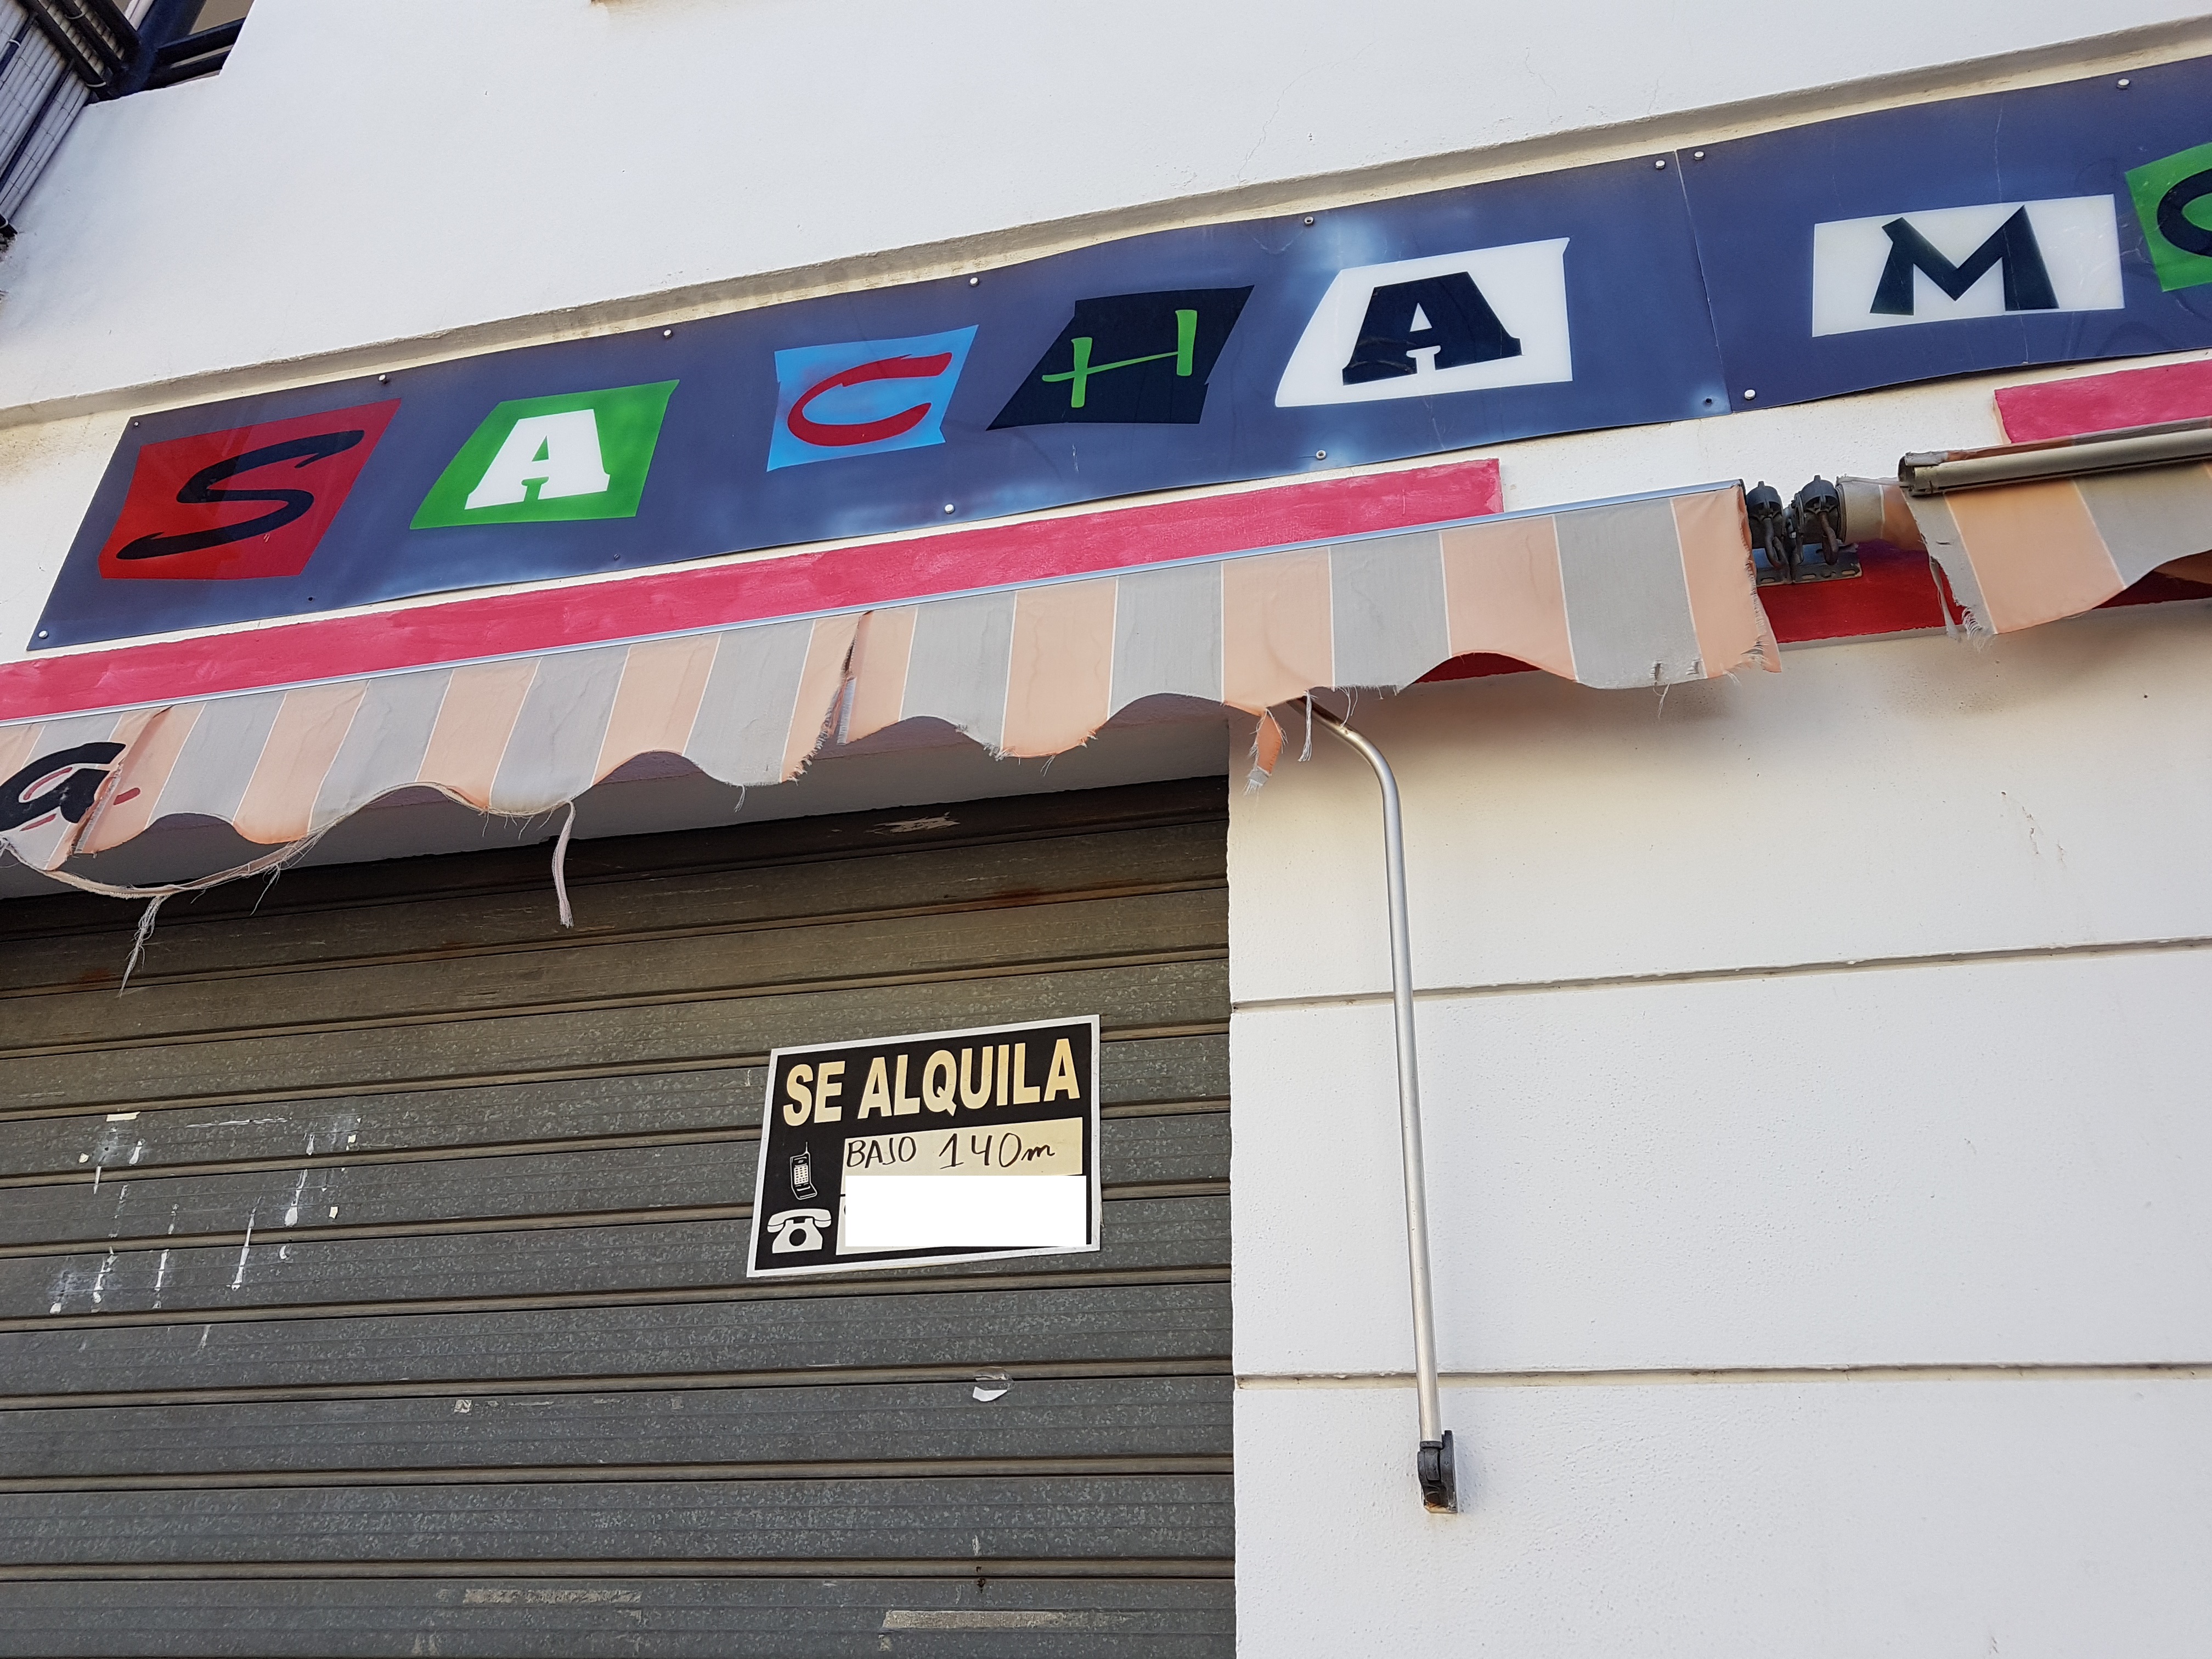 SACHA MO
a
SE ALQUILA
BAJO 140m